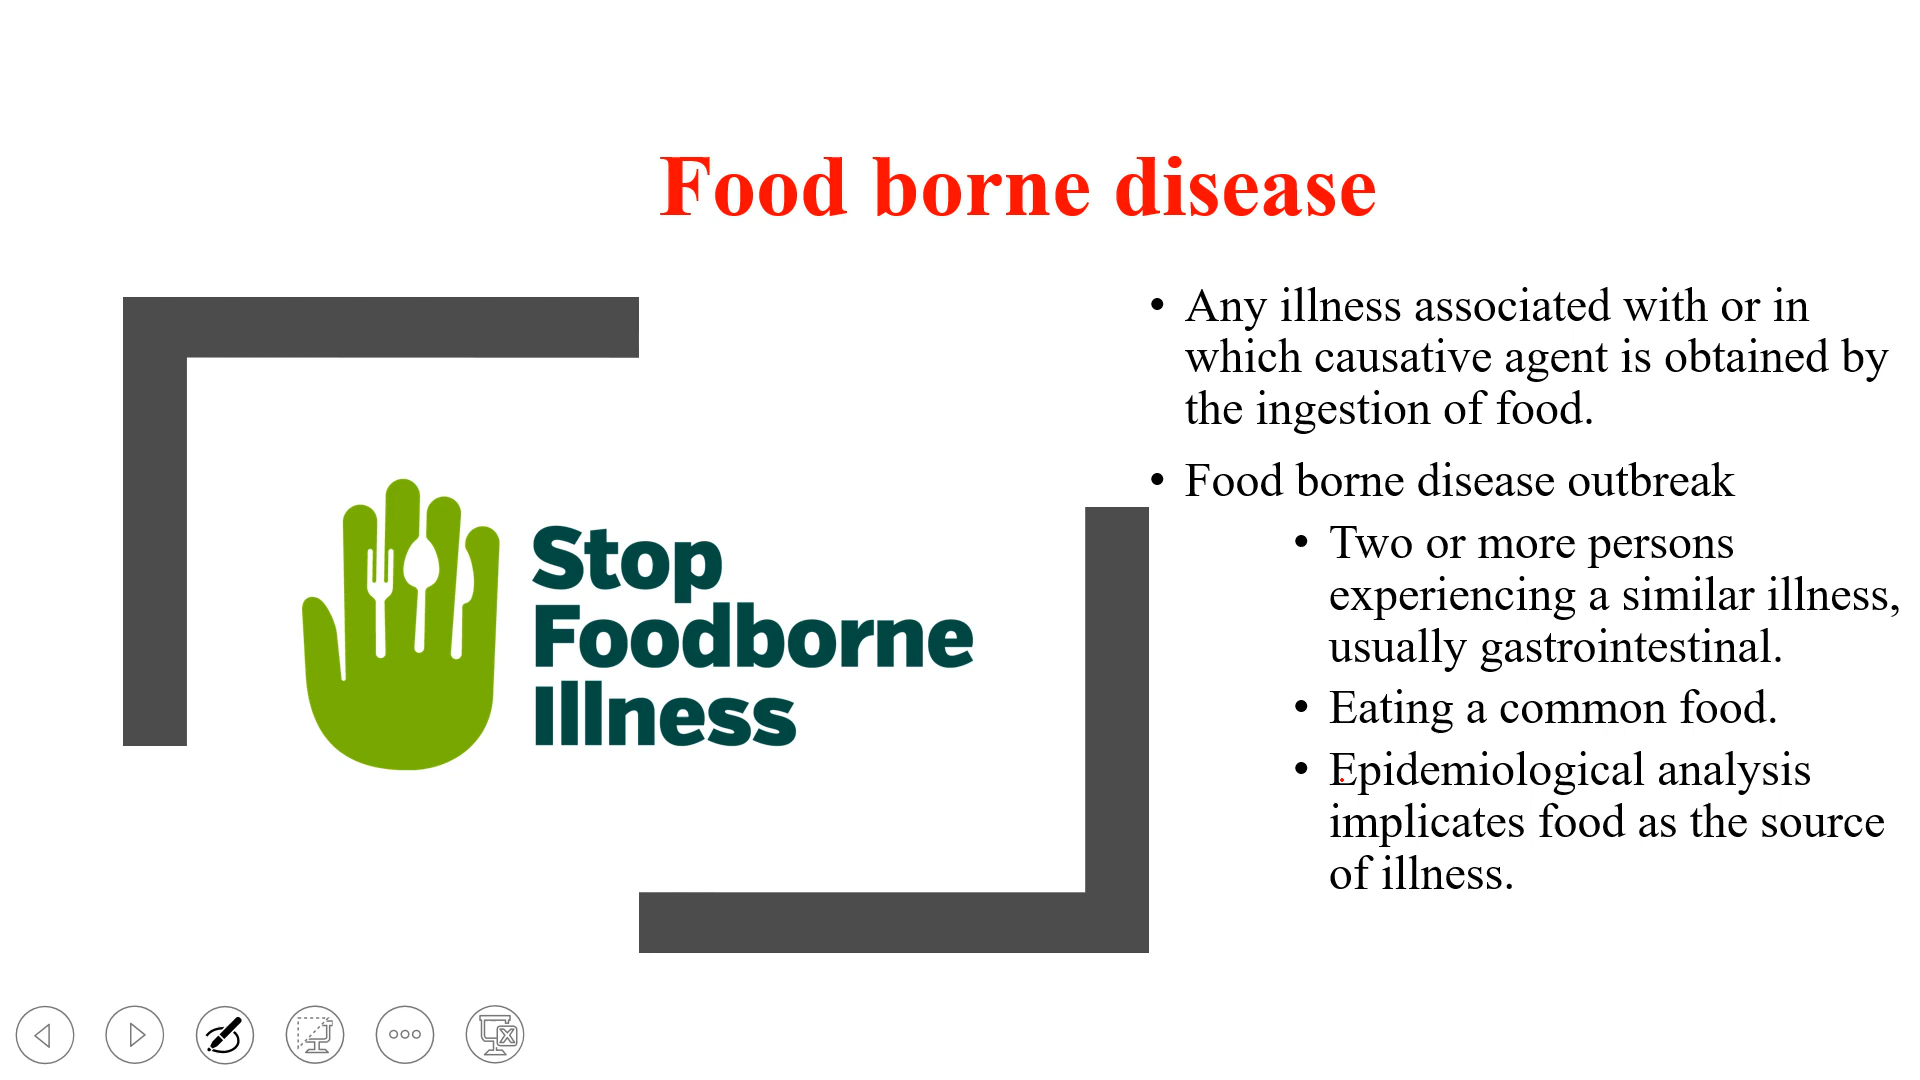 Food borne disease
Stop
Foodborne
Illness
• Any illness associated with or in
which causative agent is obtained by
the ingestion of food.
• Food borne disease outbreak
• Two or more persons
experiencing a similar illness,
usually gastrointestinal.
• Eating a common food.
• Epidemiological analysis
implicates food as the source
of illness.